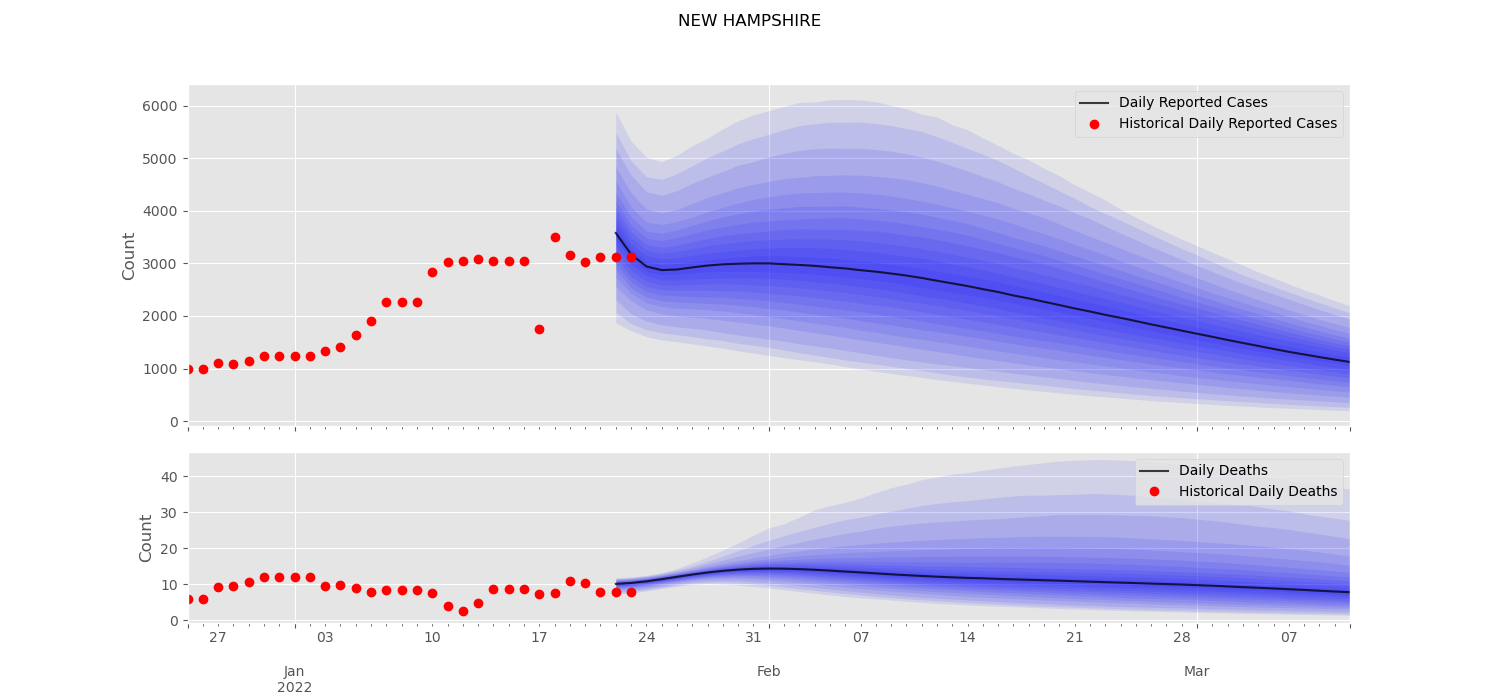 NEW HAMPSHIRE
Daily Reported Cases
Historical Daily Reported Cases
Count
6000
5000
4000
3000
2000
1000
0
Daily Deaths
Historical Daily Deaths
Count
40
30
20
10
0
27 03 10 17 24 31 07 14 21 28 07
Jan Feb Mar
2022